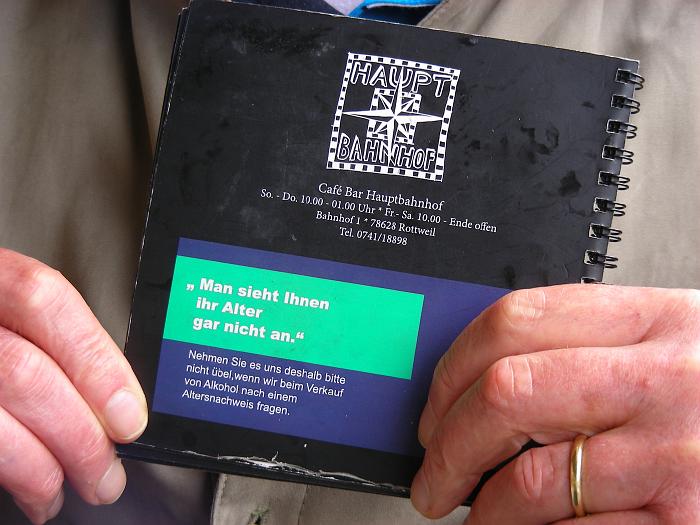 HAUPT
BAHNHOF
Café Bar Hauptbahnhof
So. - Do. 10.00 - 01.00 Uhr * Fr.- Sa. 10.00 - Ende offen
Bahnhof 1 * 78628 Rottweil
Tel. 0741/18898
„ Man sieht Ihnen
ihr Alter
gar nicht an.“
Nehmen Sie es uns deshalb bitte
nicht übel,wenn wir beim Verkauf
von Alkohol nach einem
Altersnachweis fragen.